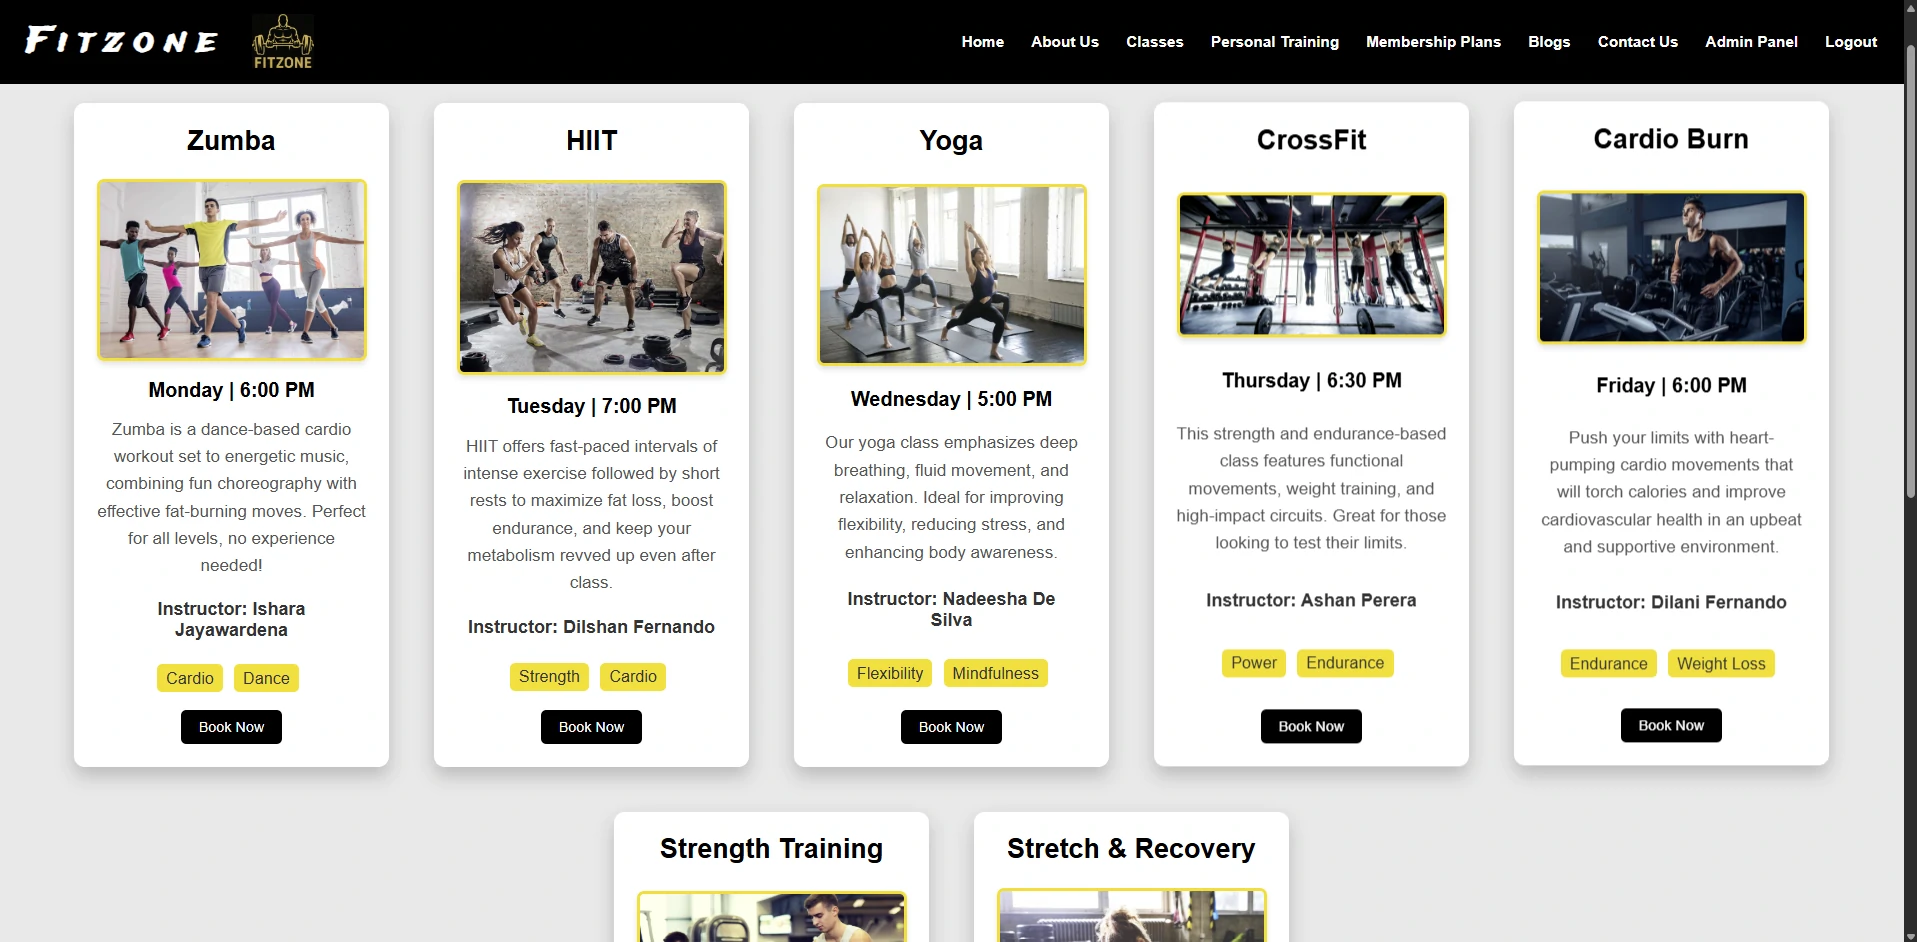 FITZONE
FITZONE
Home About Us Classes Personal Training Membership Plans Blogs Contact Us Admin Panel Logout
Zumba
Monday | 6:00 PM
Zumba is a dance-based cardio
workout set to energetic music,
combining fun choreography with
effective fat-burning moves. Perfect
for all levels, no experience
needed!
Instructor: Ishara
Jayawardena
Cardio Dance
Book Now
HIIT
Tuesday | 7:00 PM
HIIT offers fast-paced intervals of
intense exercise followed by short
rests to maximize fat loss, boost
endurance, and keep your
metabolism revved up even after
class.
Instructor: Dilshan Fernando
Strength Cardio
Book Now
Yoga
Wednesday | 5:00 PM
Our yoga class emphasizes deep
breathing, fluid movement, and
relaxation. Ideal for improving
flexibility, reducing stress, and
enhancing body awareness.
Instructor: Nadeesha De
Silva
Flexibility Mindfulness
Book Now
CrossFit
Thursday | 6:30 PM
This strength and endurance-based
class features functional
movements, weight training, and
high-impact circuits. Great for those
looking to test their limits.
Instructor: Ashan Perera
Power Endurance
Book Now
Cardio Burn
Friday | 6:00 PM
Push your limits with heart-
pumping cardio movements that
will torch calories and improve
cardiovascular health in an upbeat
and supportive environment.
Instructor: Dilani Fernando
Endurance Weight Loss
Book Now
Strength Training
Stretch & Recovery